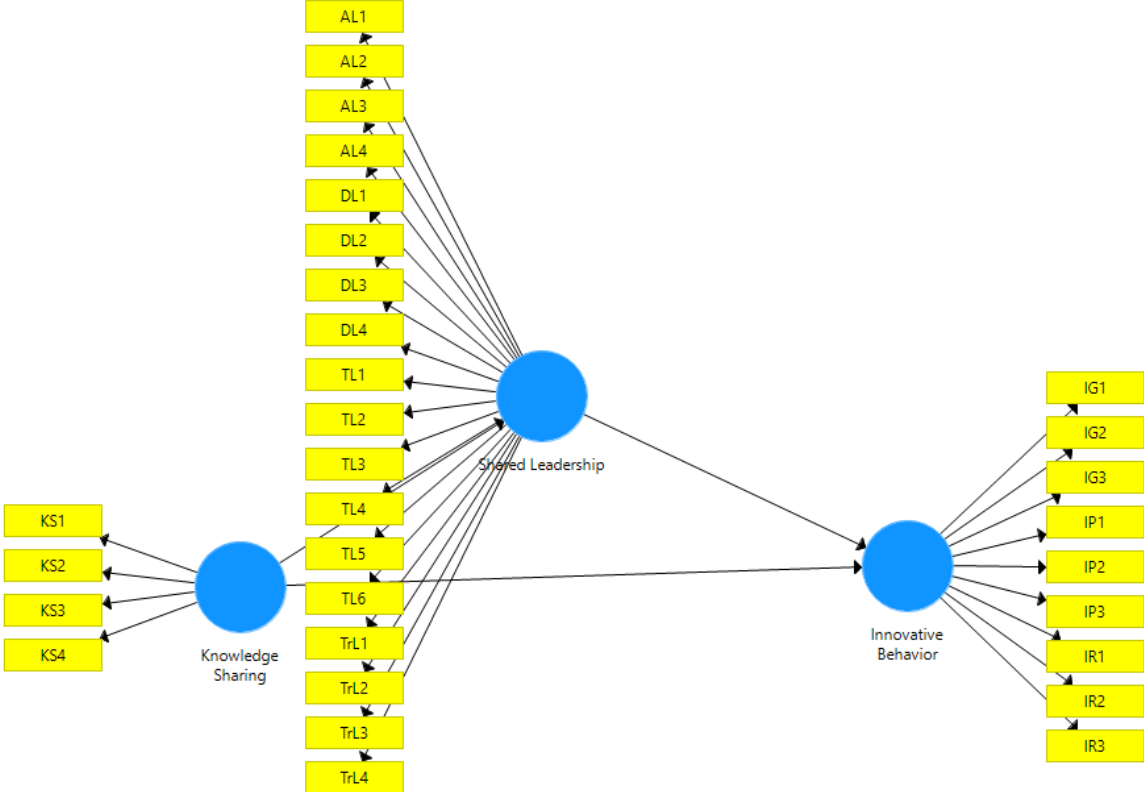 AL1
AL2
AL3
AL4
DL1
DL2
DL3
DL4
TL1
TL2
TL3
TL4
TL5
TL6
TrL1
TrL2
TrL3
TrL4
Shared Leadership
KS1
KS2
KS3
KS4
Knowledge
Sharing
Innovative
Behavior
IG1
IG2
IG3
IP1
IP2
IP3
IR1
IR2
IR3